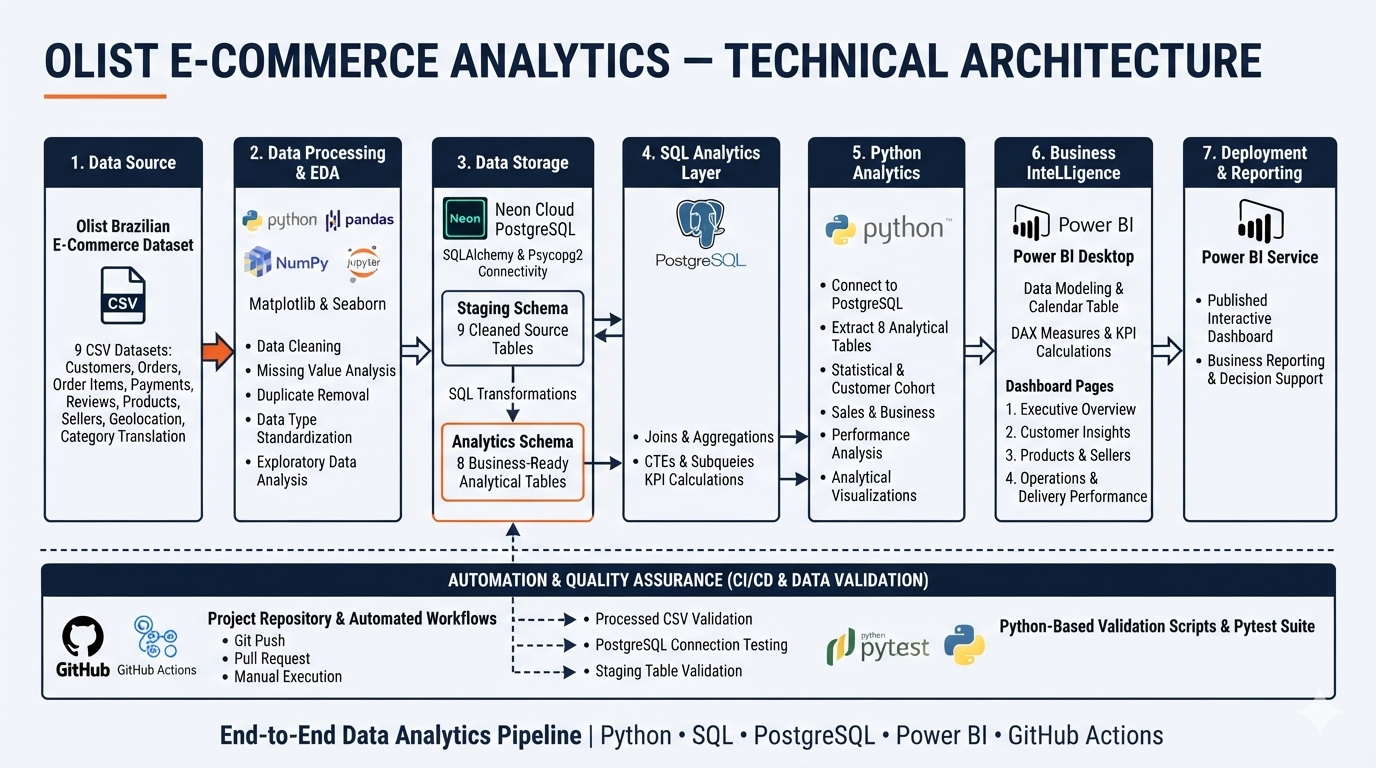 OLIST E-COMMERCE ANALYTICS — TECHNICAL ARCHITECTURE
1. Data Source
Olist Brazilian
E-Commerce Dataset
CSV
9 CSV Datasets:
Customers, Orders,
Order Items, Payments,
Reviews, Products,
Sellers, Geolocation,
Category Translation
2. Data Processing
& EDA
python
pandas
NumPy
jupyter
Matplotlib & Seaborn
• Data Cleaning
• Missing Value Analysis
• Duplicate Removal
• Data Type
Standardization
• Exploratory Data
Analysis
3. Data Storage
Neon
Neon Cloud
PostgreSQL
SQLAlchemy & Psycopg2
Connectivity
Staging Schema
9 Cleaned Source
Tables
SQL Transformations
Analytics Schema
8 Business-Ready
Analytical Tables
4. SQL Analytics
Layer
PostgreSQL
• Joins & Aggregations
• CTEs & Subqueies
KPI Calculations
5. Python
Analytics
python™
• Connect to
PostgreSQL
• Extract 8 Analytical
Tables
• Statistical &
Customer Cohort
• Sales & Business
• Performance
Analysis
• Analytical
Visualizations
6. Business
InteLLigence
Power BI
Power BI Desktop
Data Modeling &
Calendar Table
DAX Measures & KPI
Calculations
Dashboard Pages
1. Executive Overview
2. Customer Insights
3. Products & Sellers
4. Operations &
Delivery Performance
7. Deployment
& Reporting
Power BI Service
• Published
Interactive
Dashboard
• Business Reporting
& Decision Support
AUTOMATION & QUALITY ASSURANCE (CI/CD & DATA VALIDATION)
GitHub
GitHub Actions
Project Repository & Automated Workflows
• Git Push
• Pull Request
• Manual Execution
• Processed CSV Validation
• PostgreSQL Connection Testing
• Staging Table Validation
pythen
pytest
Python-Based Validation Scripts & Pytest Suite
End-to-End Data Analytics Pipeline | Python • SQL • PostgreSQL • Power BI • GitHub Actions